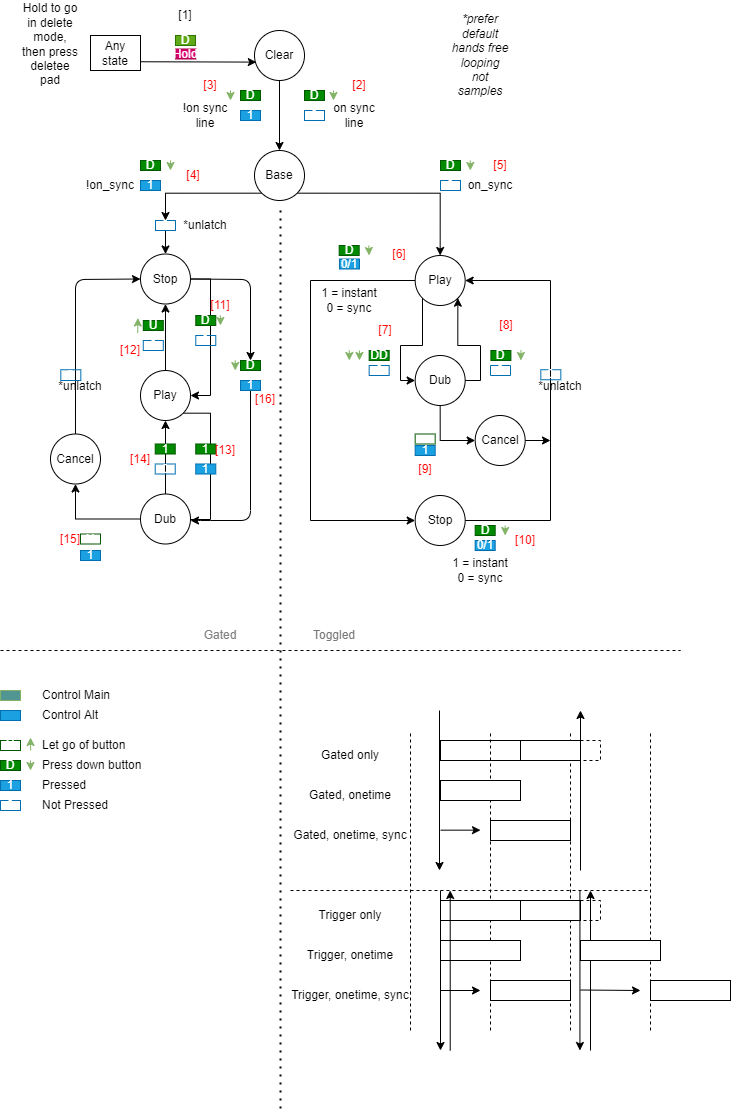 Hold to go
in delete
mode,
then press
deletee
pad
Any
state
[1]
D
Hold
Clear
*prefer
default
hands free
looping
not
samples
[3]
D
!on sync
1
line
[2]
D
on sync
line
Base
D
[4]
!on_sync
1
D
[5]
on_sync
*unlatch
Stop
D
[6]
0/1
1 = instant
0 = sync
Play
[11]
U
D
[12]
[7]
DD
[8]
D
D
1
[16]
*unlatch
Play
Dub
*unlatch
[14]
1
1
[13]
1
Cancel
Cancel
1
[9]
Dub
Stop
[15]
1
D
[10]
0/1
1 = instant
0 = sync
Gated
Toggled
Control Main
Control Alt
Let go of button
D
Press down button
1
Pressed
Not Pressed
Gated only
Gated, onetime
Gated, onetime, sync
Trigger only
Trigger, onetime
Trigger, onetime, sync